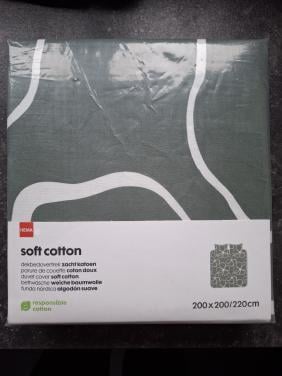 HEMA
soft cotton
dekbedovertrek zacht katoen
parure de couette coton doux
duvet cover soft cotton
bettwäsche weiche baumwolle
funda nórdica algodón suave
responsible
cotton
200x200/220cm